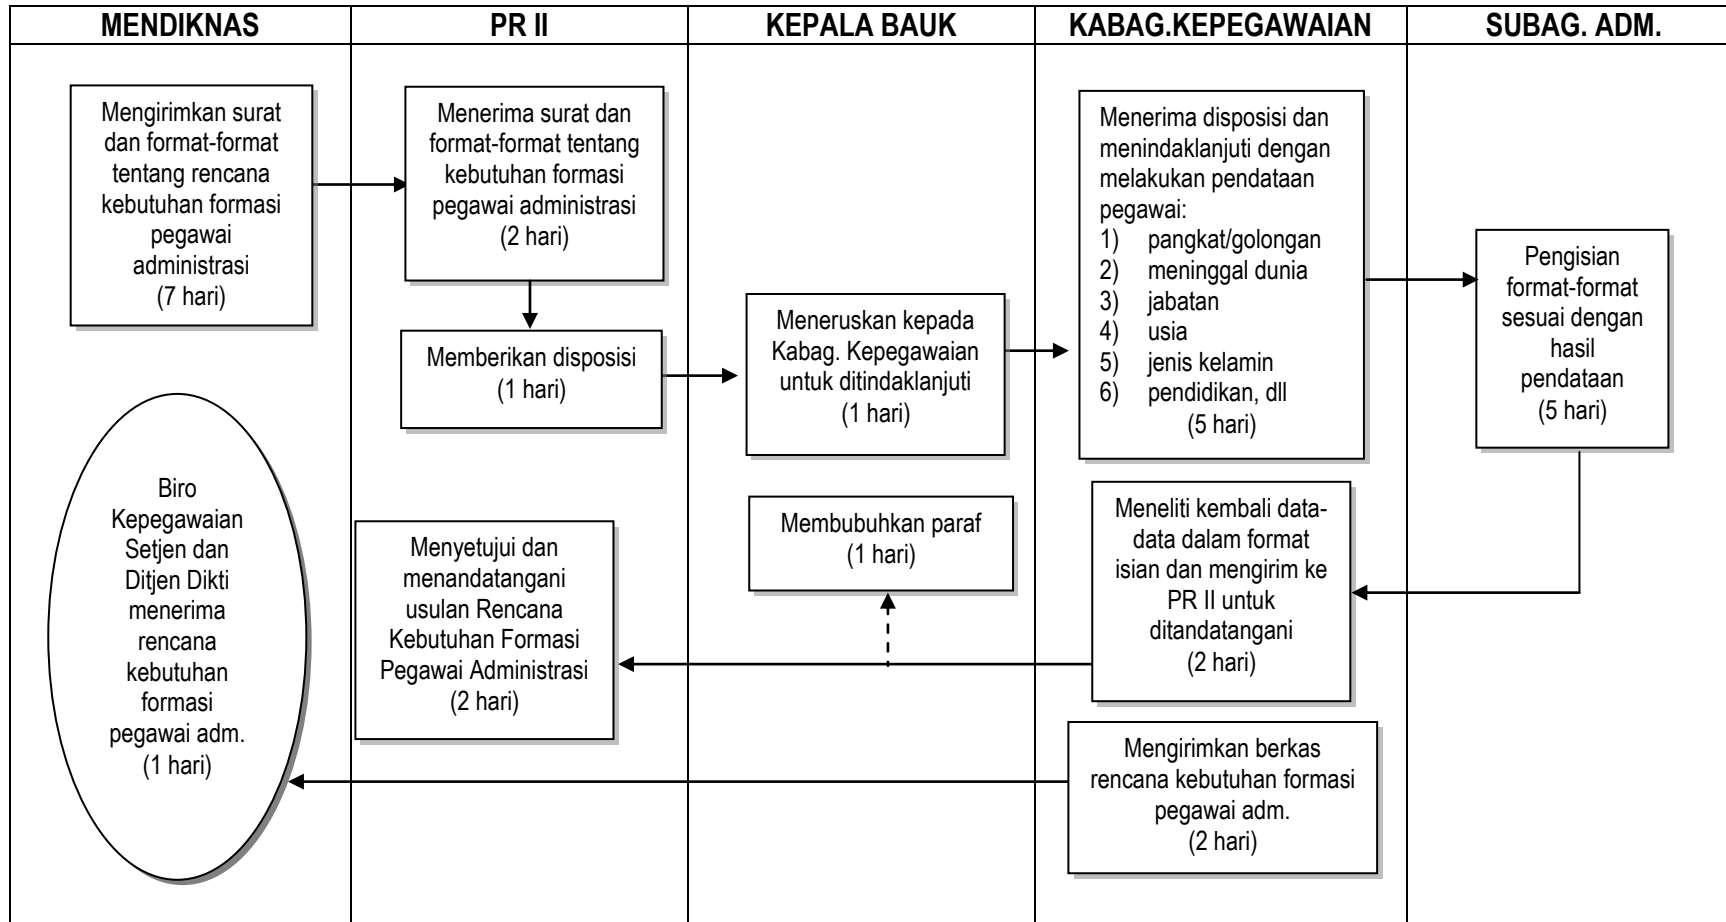 MENDIKNAS
PR II
KEPALA BAUK
KABAG.KEPEGAWAIAN
SUBAG. ADM.
Mengirimkan surat
dan format-format
tentang rencana
kebutuhan formasi
pegawai
administrasi
(7 hari)
Menerima surat dan
format-format tentang
kebutuhan formasi
pegawai administrasi
(2 hari)
Memberikan disposisi
(1 hari)
Meneruskan kepada
Kabag. Kepegawaian
untuk ditindaklanjuti
(1 hari)
Menerima disposisi dan
menindaklanjuti dengan
melakukan pendataan
pegawai:
1) pangkat/golongan
2) meninggal dunia
3) jabatan
4) usia
5) jenis kelamin
6) pendidikan, dll
(5 hari)
Pengisian
format-format
sesuai dengan
hasil
pendataan
(5 hari)
Meneliti kembali data-
data dalam format
isian dan mengirim ke
PR II untuk
ditandatangani
(2 hari)
Membubuhkan paraf
(1 hari)
Menyetujui dan
menandatangani
usulan Rencana
Kebutuhan Formasi
Pegawai Administrasi
(2 hari)
Mengirimkan berkas
rencana kebutuhan formasi
pegawai adm.
(2 hari)
Biro
Kepegawaian
Setjen dan
Ditjen Dikti
menerima
rencana
kebutuhan
formasi
pegawai adm.
(1 hari)